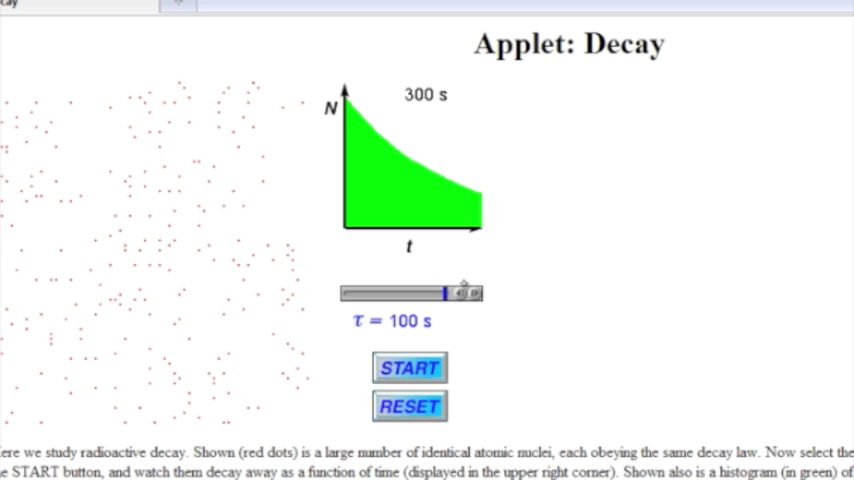 cay
Applet: Decay
300 s
N
t
τ = 100 s
START
RESET
ere we study radioactive decay. Shown (red dots) is a large number of identical atomic nuclei, each obeying the same decay law. Now select the
e START button, and watch them decay away as a function of time (displayed in the upper right corner). Shown also is a histogram (in green) of